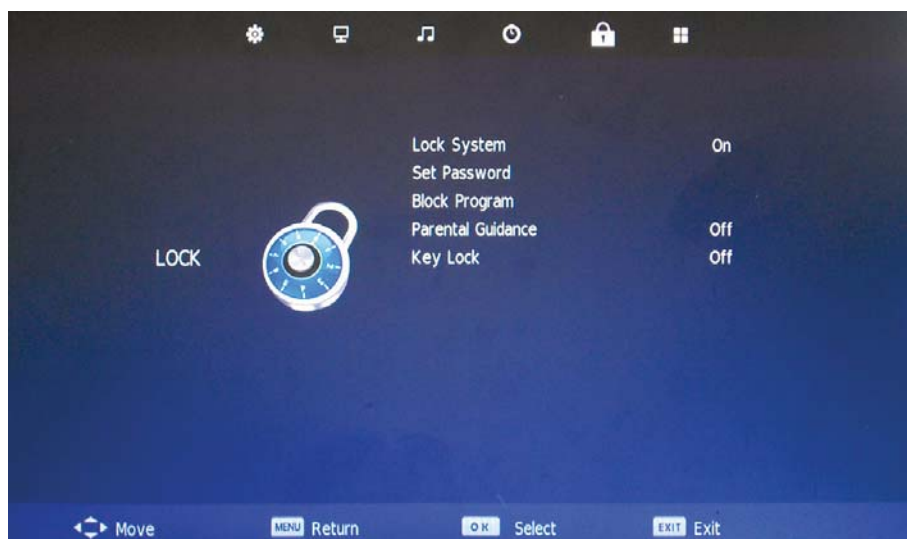 Lock System On
Set Password
Block Program
Parental Guidance Off
LOCK
Key Lock Off
Move MENU Return OK Select EXIT Exit